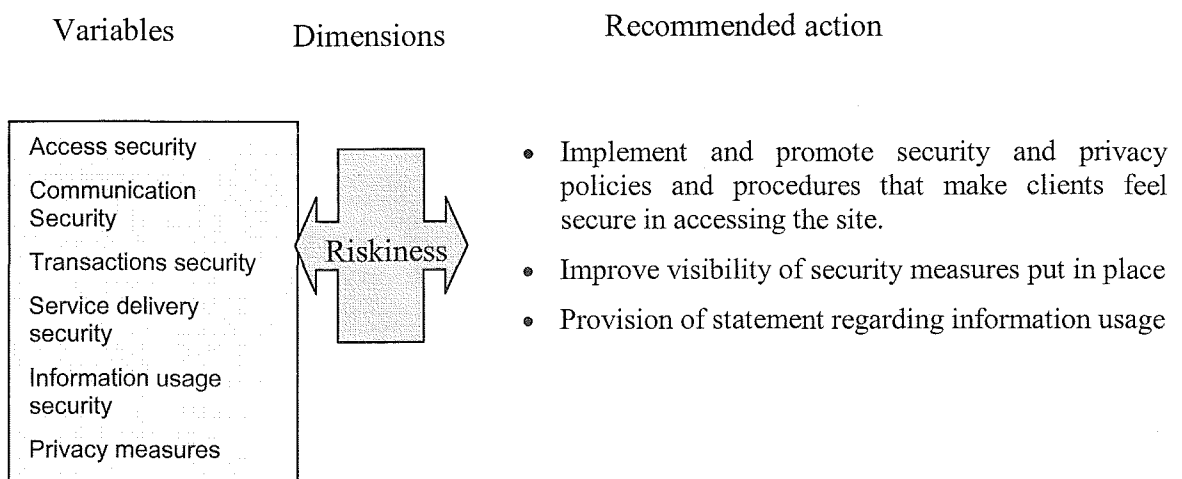 Variables
Dimensions
Recommended action
Access security
Communication
Security
Transactions security
Service delivery
security
Information usage
security
Privacy measures
Riskiness
• Implement and promote security and privacy
policies and procedures that make clients feel
secure in accessing the site.
• Improve visibility of security measures put in place
• Provision of statement regarding information usage